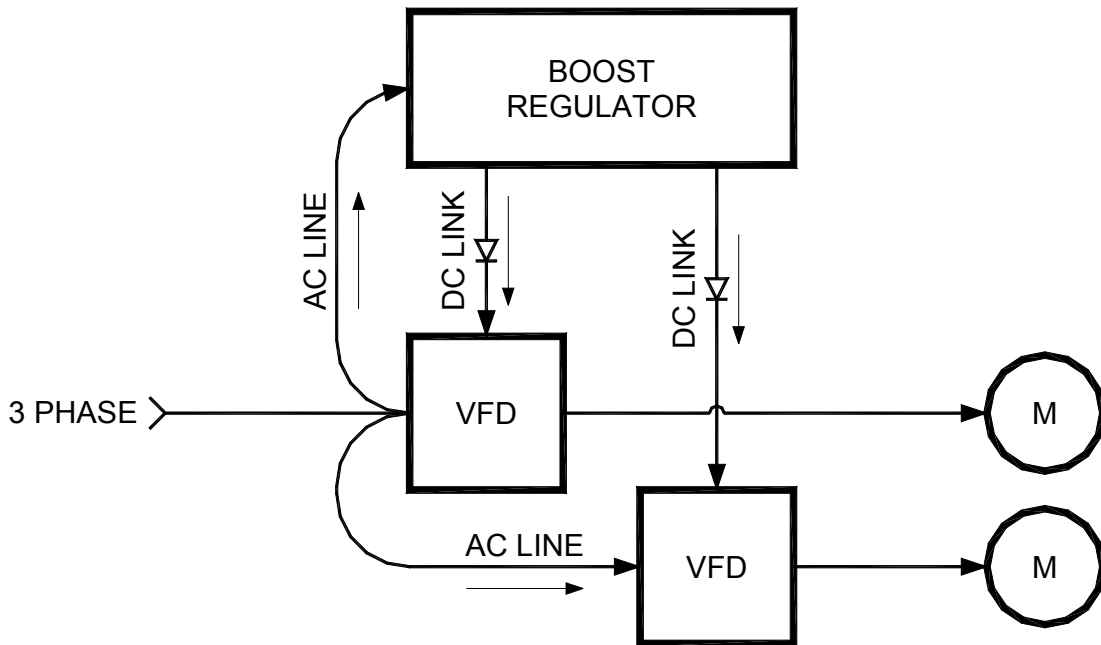 BOOST
REGULATOR
AC LINE
DC LINK
DC LINK
3 PHASE
VFD
M
AC LINE
VFD
M